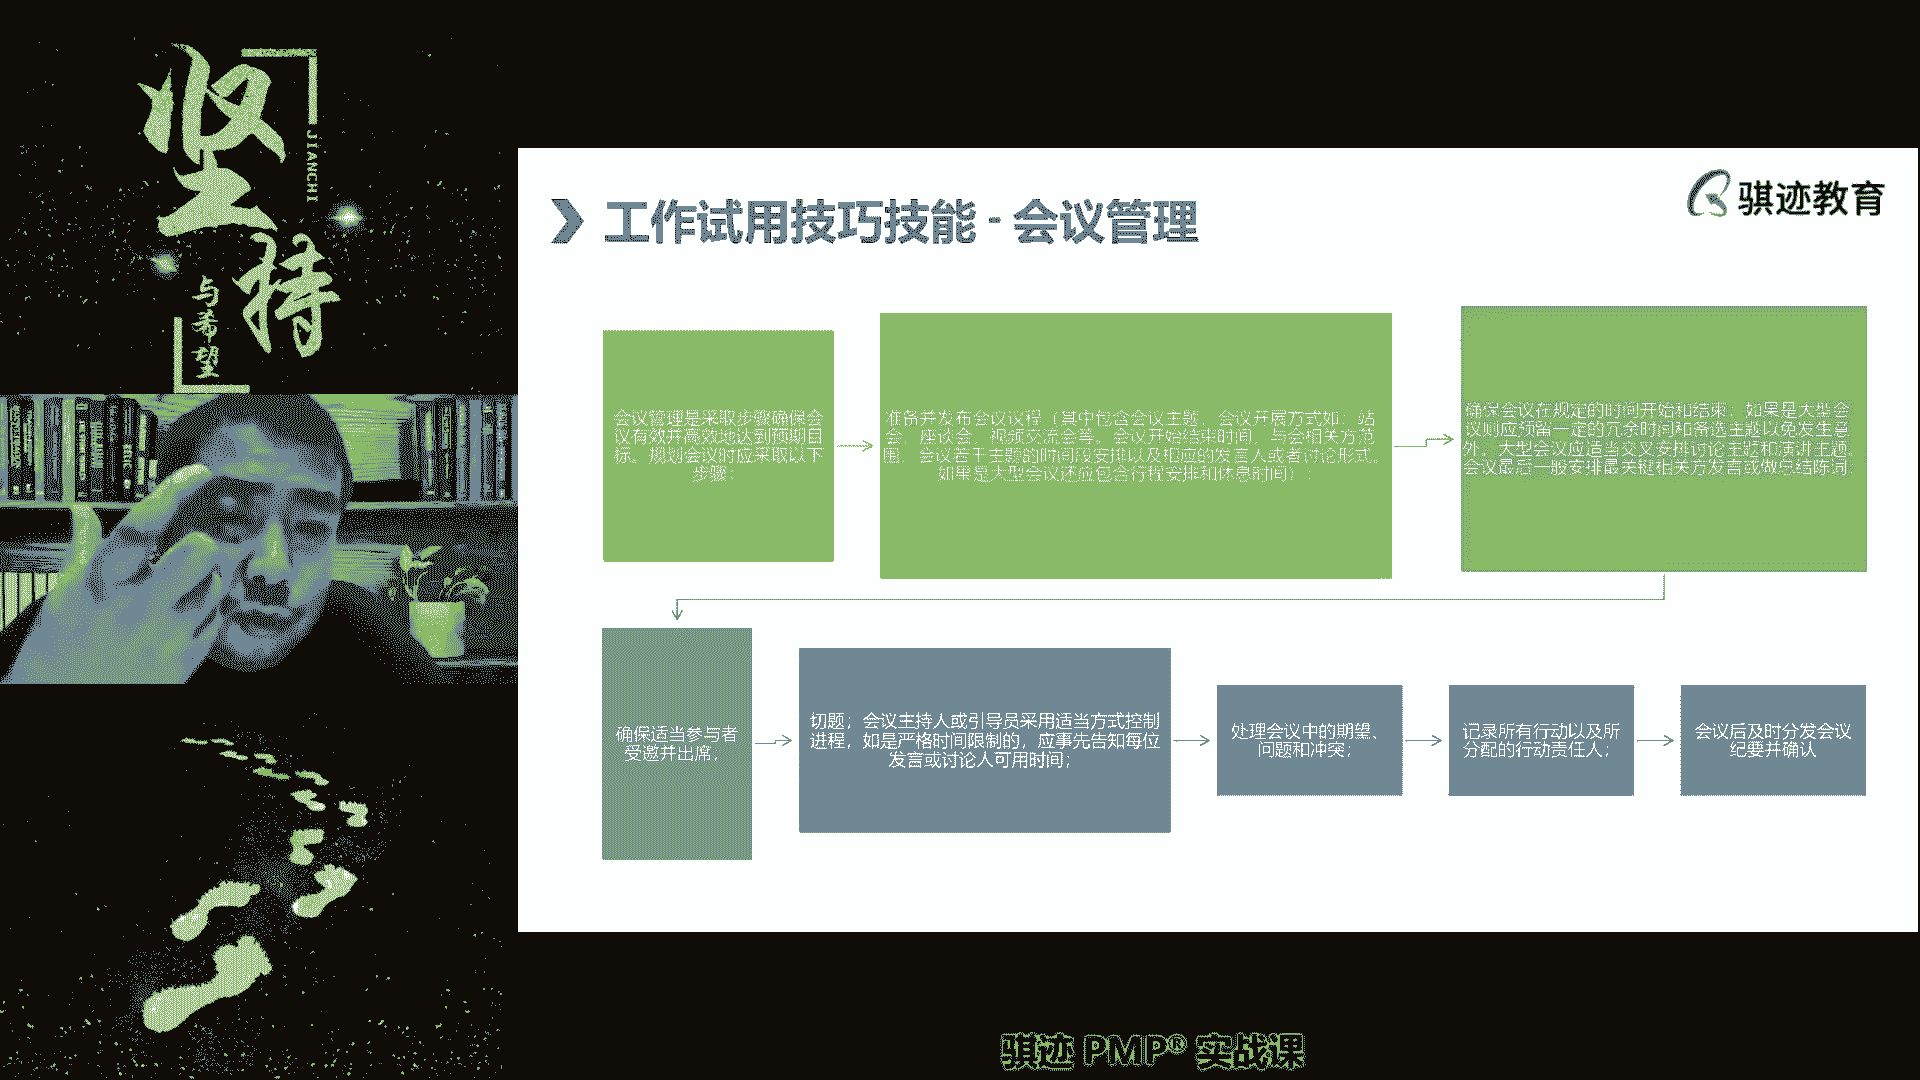 坚持
JIANCHI
与希望
骐迹教育
工作试用技巧技能 - 会议管理
会议管理是采取步骤确保会
议有效并高效地达到预期目
标。规划会议时应采取以下
步骤：
准备并发布会议议程（其中包含会议主题、会议开展方式如：站
会、座谈会、视频交流会等。会议开始结束时间，与会相关方范
围、会议若干主题的时间段安排以及相应的发言人或者讨论形式。
如果是大型会议还应包含行程安排和休息时间）；
确保会议在规定的时间开始和结束；如果是大型会
议则应预留一定的冗余时间和备选主题以免发生意
外。大型会议应适当交叉安排讨论主题和演讲主题，
会议最后一般安排最关键相关方发言或做总结陈词；
确保适当参与者
受邀并出席；
切题；会议主持人或引导员采用适当方式控制
进程，如是严格时间限制的，应事先告知每位
发言或讨论人可用时间；
处理会议中的期望、
问题和冲突；
记录所有行动以及所
分配的行动责任人；
会议后及时分发会议
纪要并确认
骐迹 PMP® 实战课